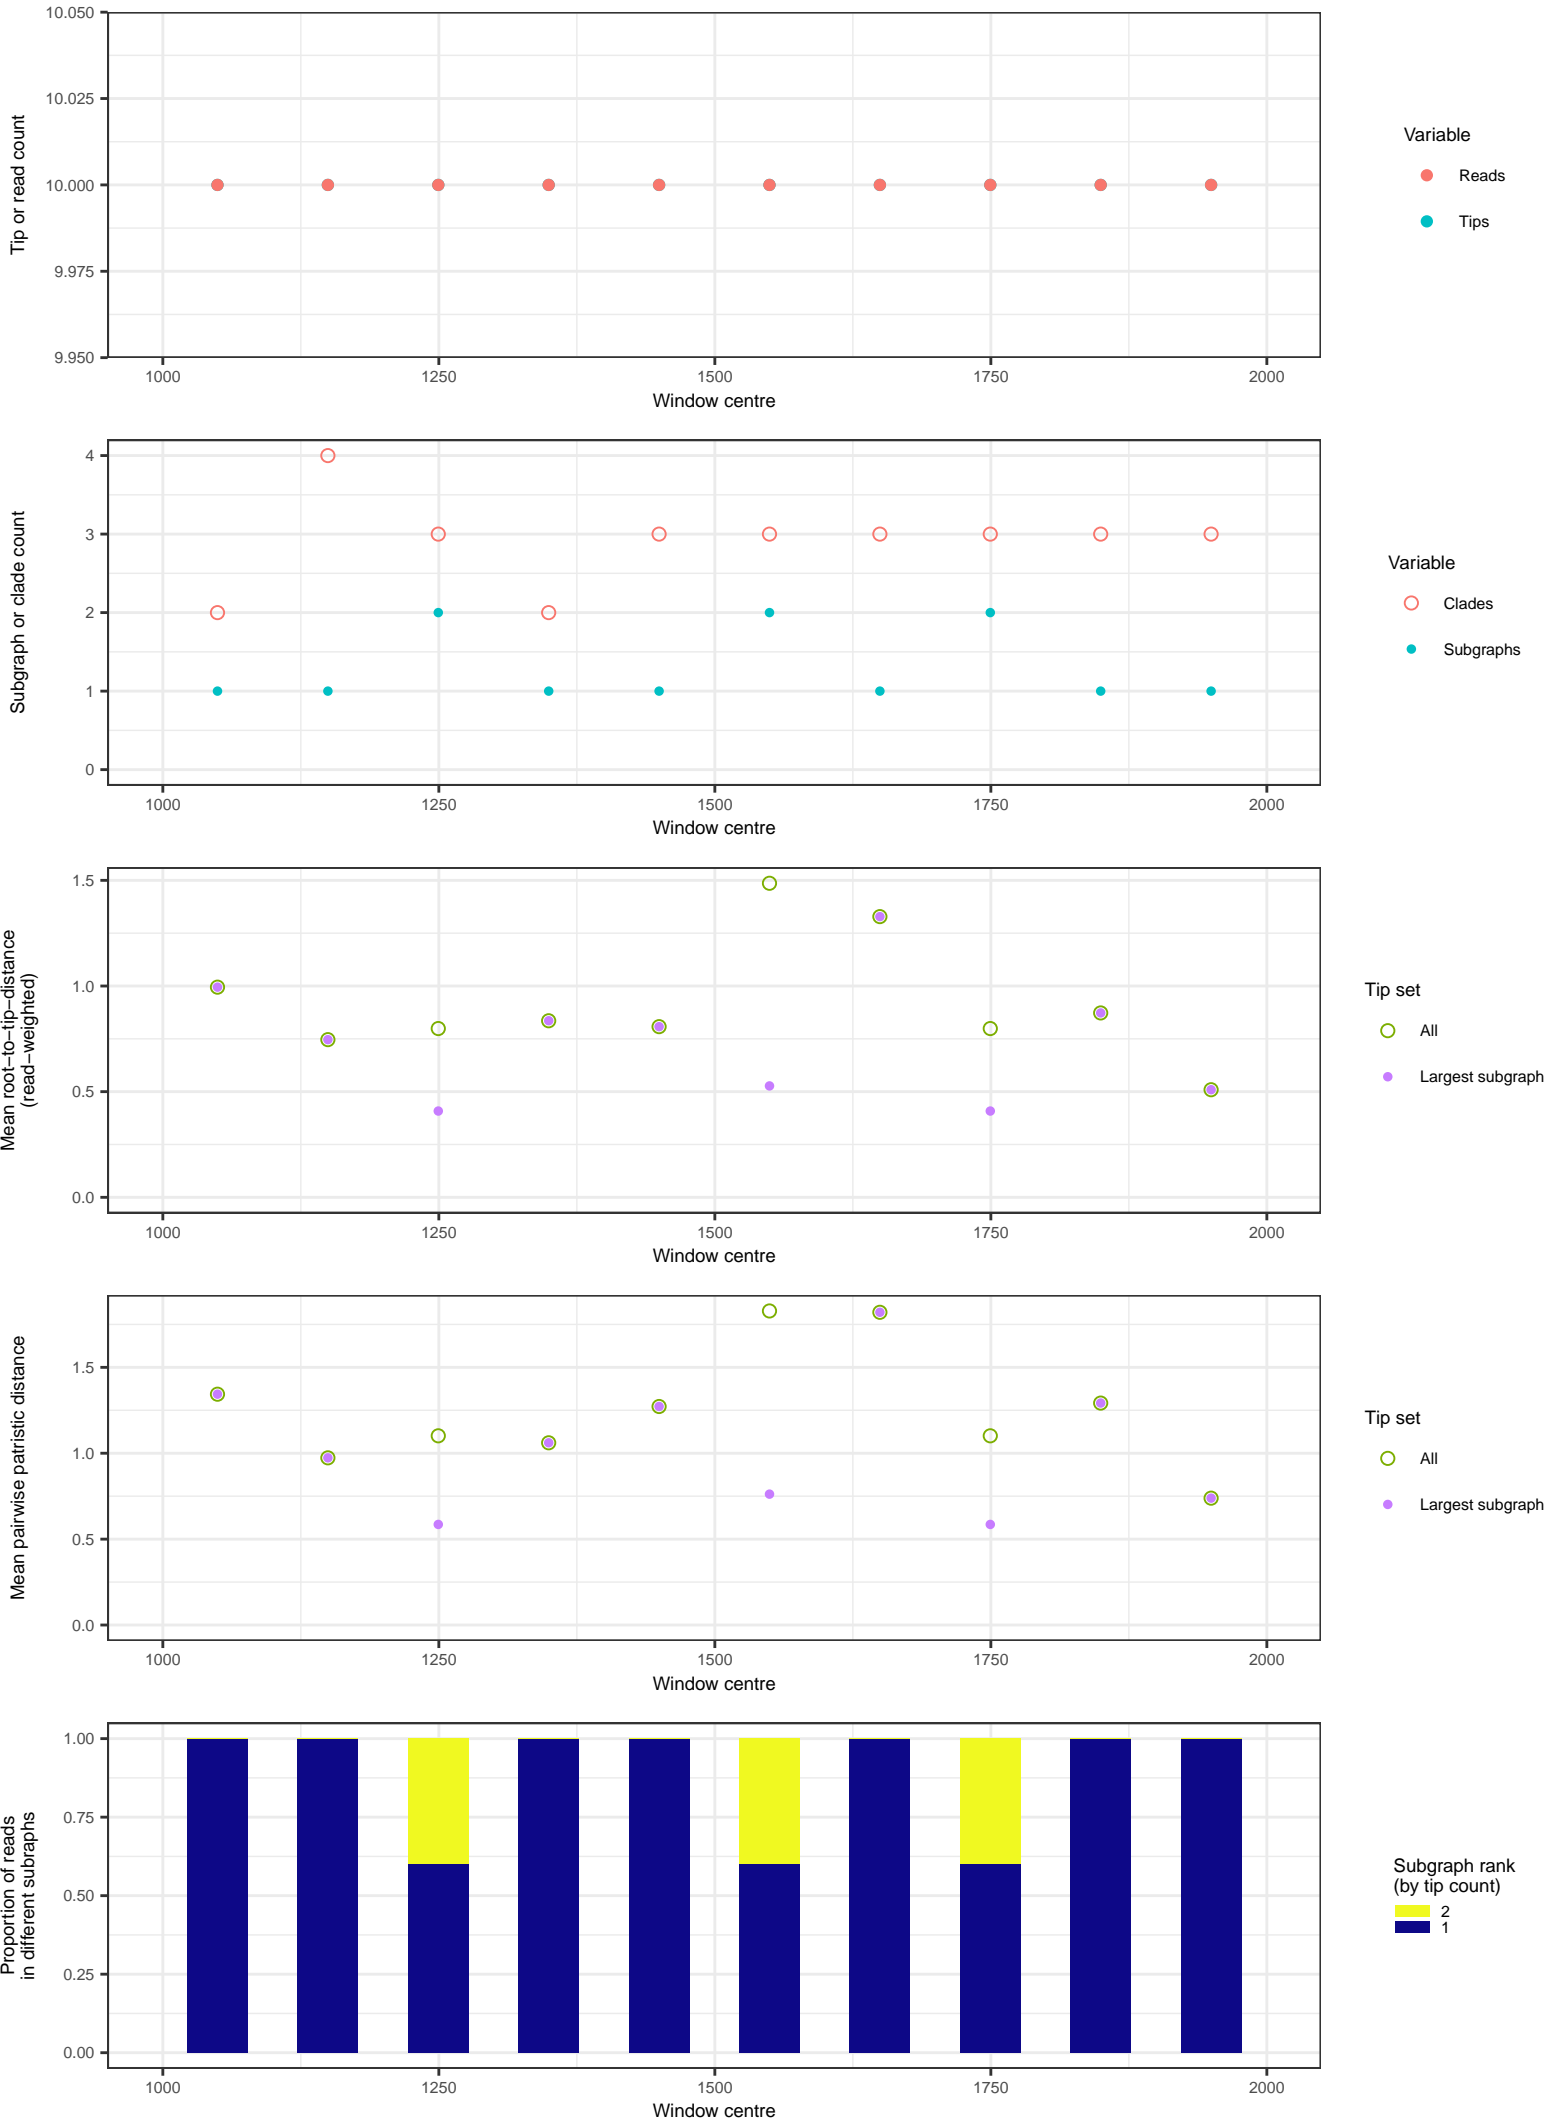 10.050
10.025
10.000
9.975
9.950
Tip or read count
1000 1250 1500 1750 2000
Window centre
Variable
Reads
Tips
4
3
2
1
0
Subgraph or clade count
1000 1250 1500 1750 2000
Window centre
Variable
Clades
Subgraphs
1.5
1.0
0.5
0.0
Mean root−to−tip−distance
(read−weighted)
1000 1250 1500 1750 2000
Window centre
Tip set
All
Largest subgraph
1.5
1.0
0.5
0.0
Mean pairwise patristic distance
1000 1250 1500 1750 2000
Window centre
Tip set
All
Largest subgraph
1.00
0.75
0.50
0.25
0.00
Proportion of reads
in different subraphs
1000 1250 1500 1750 2000
Window centre
Subgraph rank
(by tip count)
2
1